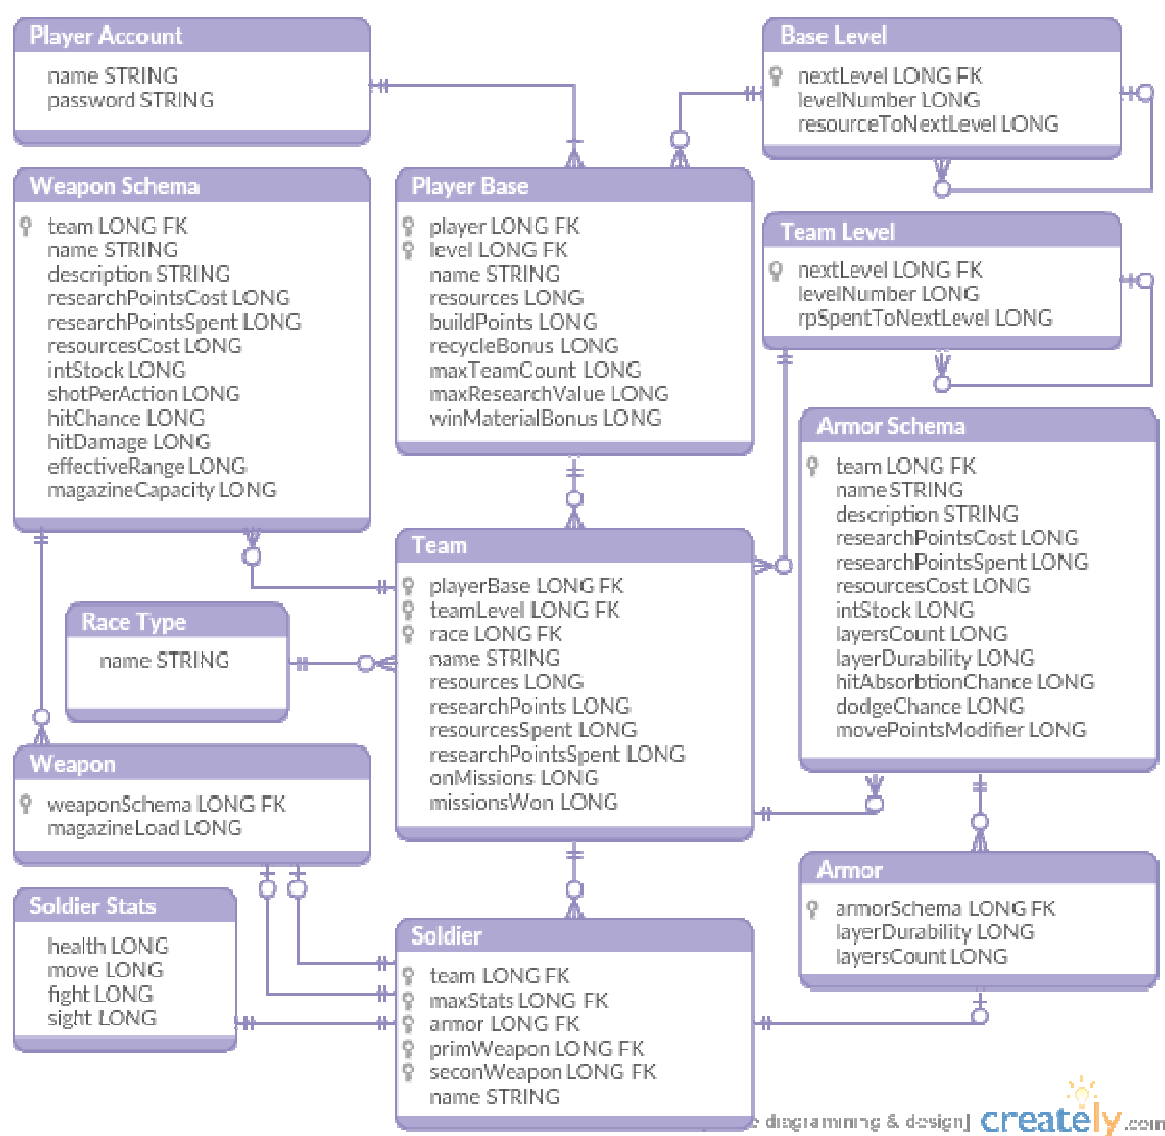 Player Account
name STRING
password STRING
Base Level
nextLevel LONG FK
levelNumber LONG
resourceToNextLevel LONG
Weapon Schema
team LONG FK
name STRING
description STRING
researchPointsCost LONG
researchPointsSpent LONG
resourcesCost LONG
intStock LONG
shotPerAction LONG
hitChance LONG
hitDamage LONG
effectiveRange LONG
magazineCapacity LONG
Player Base
player LONG FK
level LONG FK
name STRING
resources LONG
buildPoints LONG
recycleBonus LONG
maxTeamCount LONG
maxResearchValue LONG
winMaterialBonus LONG
Team Level
nextLevel LONG FK
levelNumber LONG
rpSpentToNextLevel LONG
Armor Schema
team LONG FK
name STRING
description STRING
researchPointsCost LONG
researchPointsSpent LONG
resourcesCost LONG
intStock LONG
layersCount LONG
layerDurability LONG
hitAbsorbtionChance LONG
dodgeChance LONG
movePointsModifier LONG
Team
playerBase LONG FK
teamLevel LONG FK
race LONG FK
name STRING
resources LONG
researchPoints LONG
resourcesSpent LONG
researchPointsSpent LONG
onMissions LONG
missionsWon LONG
Race Type
name STRING
Weapon
weaponSchema LONG FK
magazineLoad LONG
Armor
armorSchema LONG FK
layerDurability LONG
layersCount LONG
Soldier Stats
health LONG
move LONG
fight LONG
sight LONG
Soldier
team LONG FK
maxStats LONG FK
armor LONG FK
primWeapon LONG FK
seconWeapon LONG FK
name STRING
e diagramming & design] creately.com